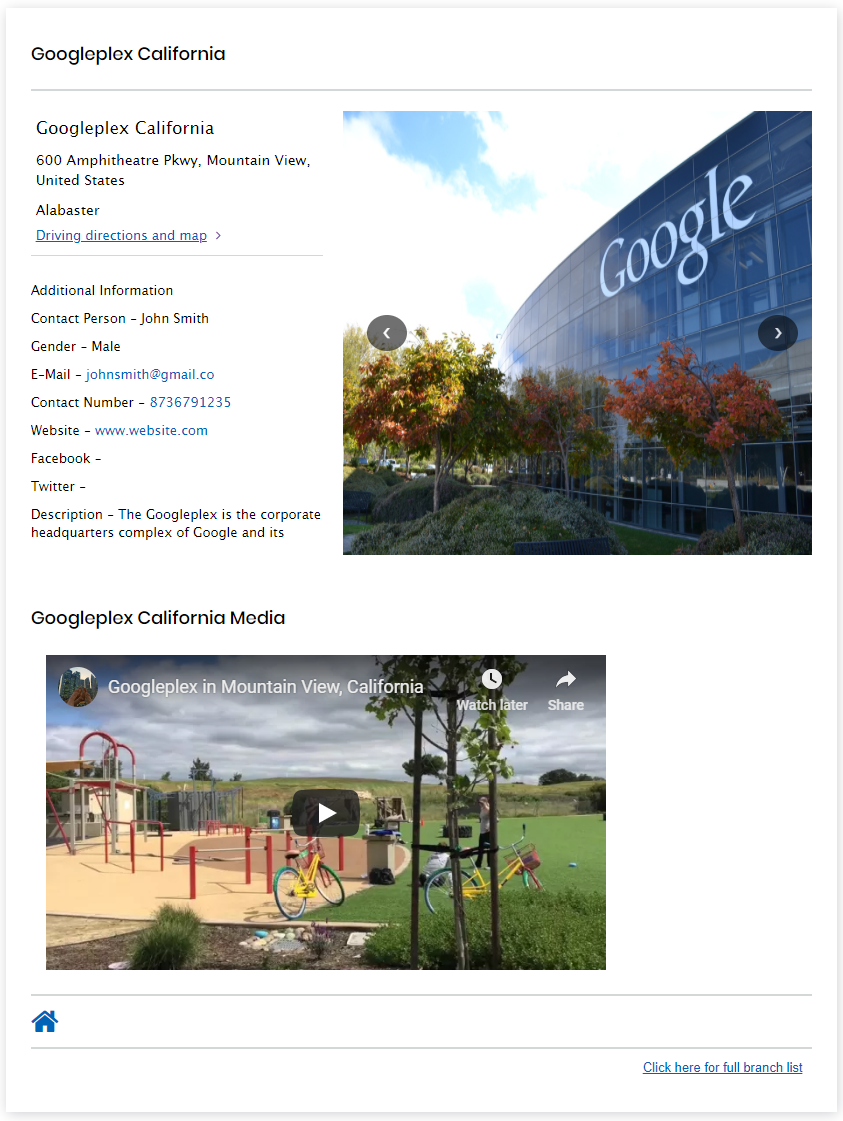 Googleplex California
Googleplex California
600 Amphitheatre Pkwy, Mountain View,
United States
Alabaster
Driving directions and map
Additional Information
Contact Person – John Smith
Gender – Male
E-Mail – johnsmith@gmail.co
Contact Number – 8736791235
Website – www.website.com
Facebook –
Twitter –
Description – The Googleplex is the corporate
headquarters complex of Google and its
Google
Googleplex California Media
Googleplex in Mountain View, California
Watch later
Share
Click here for full branch list